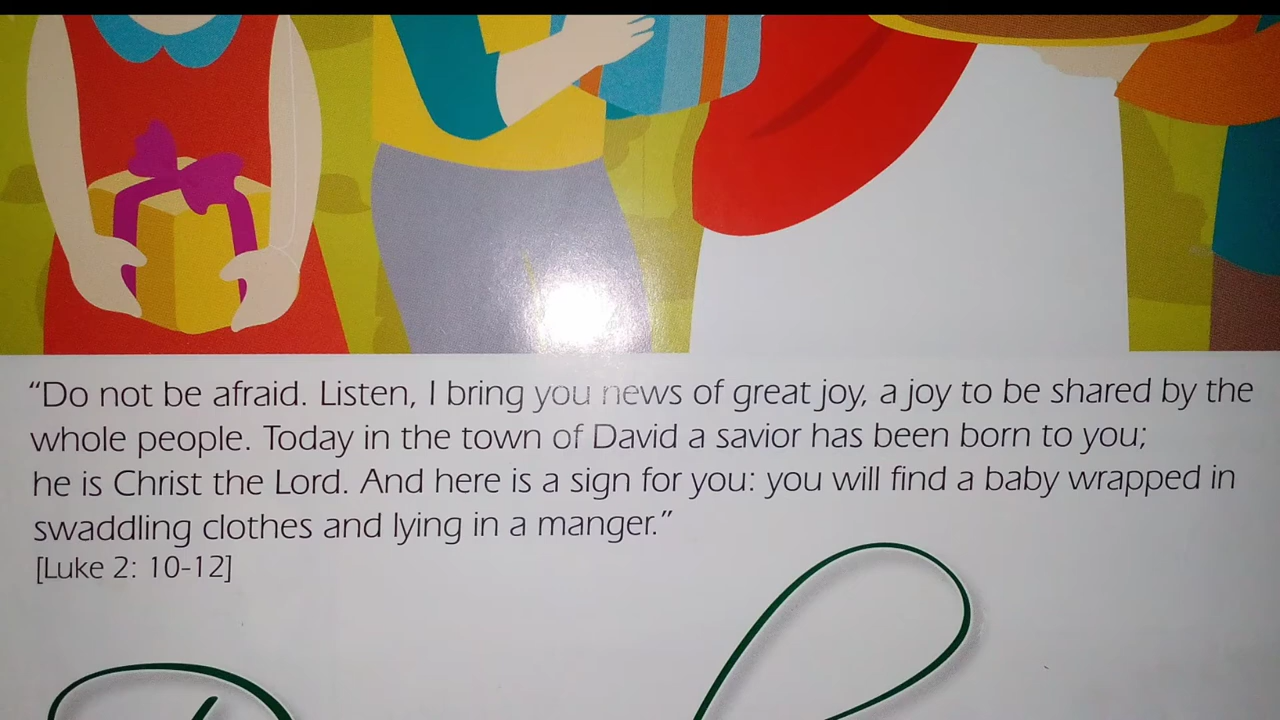 “Do not be afraid. Listen, I bring you news of great joy, a joy to be shared by the
whole people. Today in the town of David a savior has been born to you;
he is Christ the Lord. And here is a sign for you: you will find a baby wrapped in
swaddling clothes and lying in a manger.”
[Luke 2: 10-12]